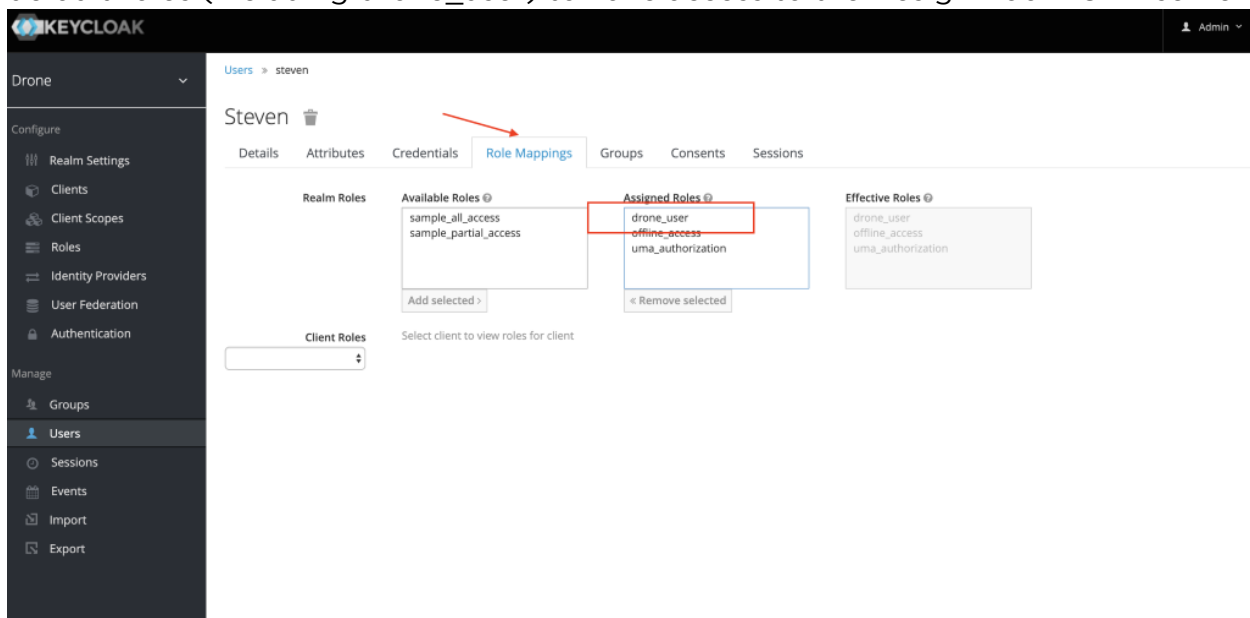 KEYCLOAK
Admin
Drone
Users » steven
Steven
Configure
Realm Settings
Clients
Client Scopes
Roles
Identity Providers
User Federation
Authentication
Manage
Groups
Users
Sessions
Events
Import
Export
Details Attributes Credentials Role Mappings Groups Consents Sessions
Realm Roles
Available Roles
sample_all_access
sample_partial_access
Add selected >
Assigned Roles
drone_user
offline_access
uma_authorization
« Remove selected
Effective Roles
drone_user
offline_access
uma_authorization
Client Roles
Select client to view roles for client